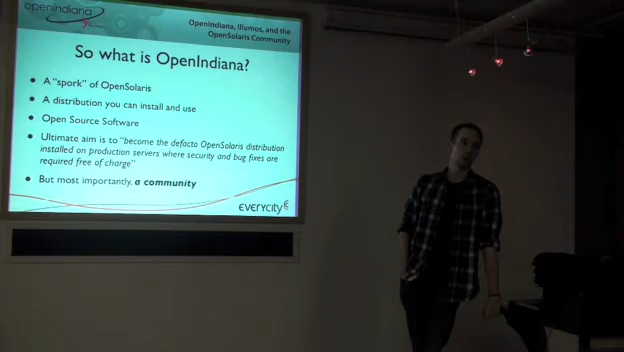 openindiana
OpenIndiana, Illumos, and the
OpenSolaris Community
So what is OpenIndiana?
A "spork" of OpenSolaris
A distribution you can install and use
Open Source Software
Ultimate aim is to "become the defacto OpenSolaris distribution
installed on production servers where security and bug fixes are
required free of charge"
But most importantly, a community
EVERYCITY